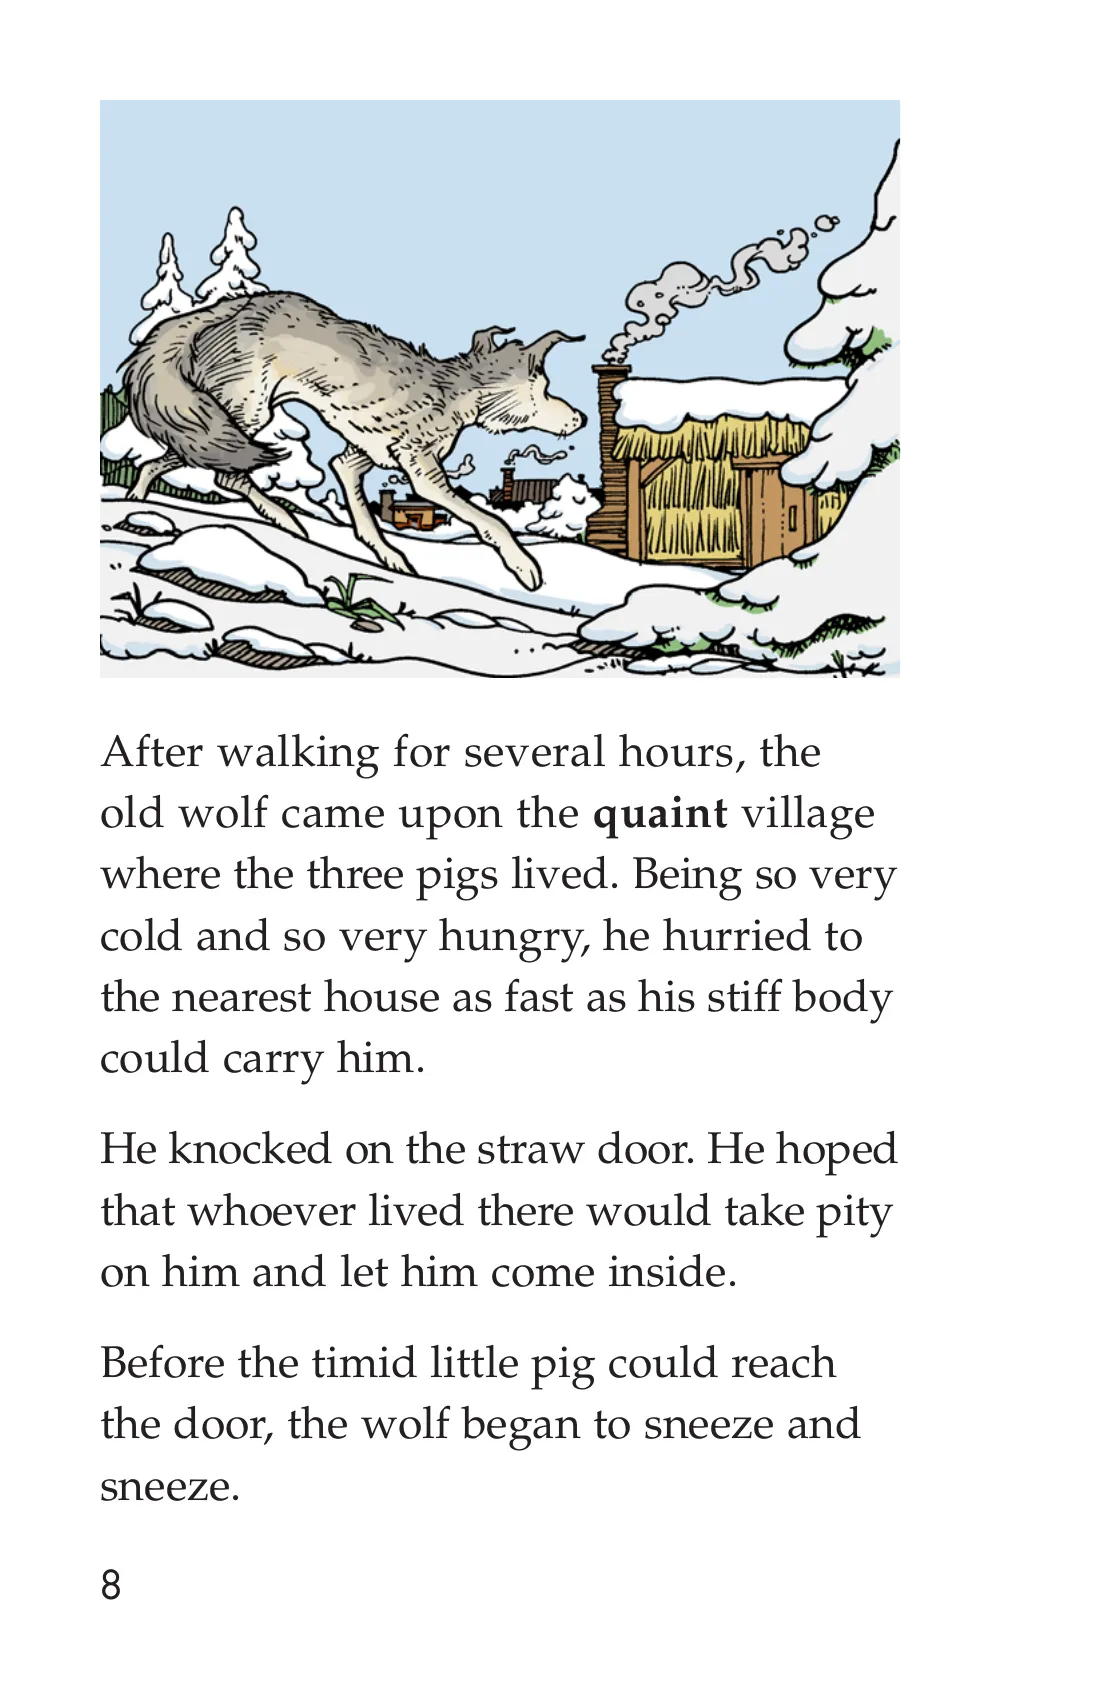 After walking for several hours, the
old wolf came upon the quaint village
where the three pigs lived. Being so very
cold and so very hungry, he hurried to
the nearest house as fast as his stiff body
could carry him.
He knocked on the straw door. He hoped
that whoever lived there would take pity
on him and let him come inside.
Before the timid little pig could reach
the door, the wolf began to sneeze and
sneeze.
8